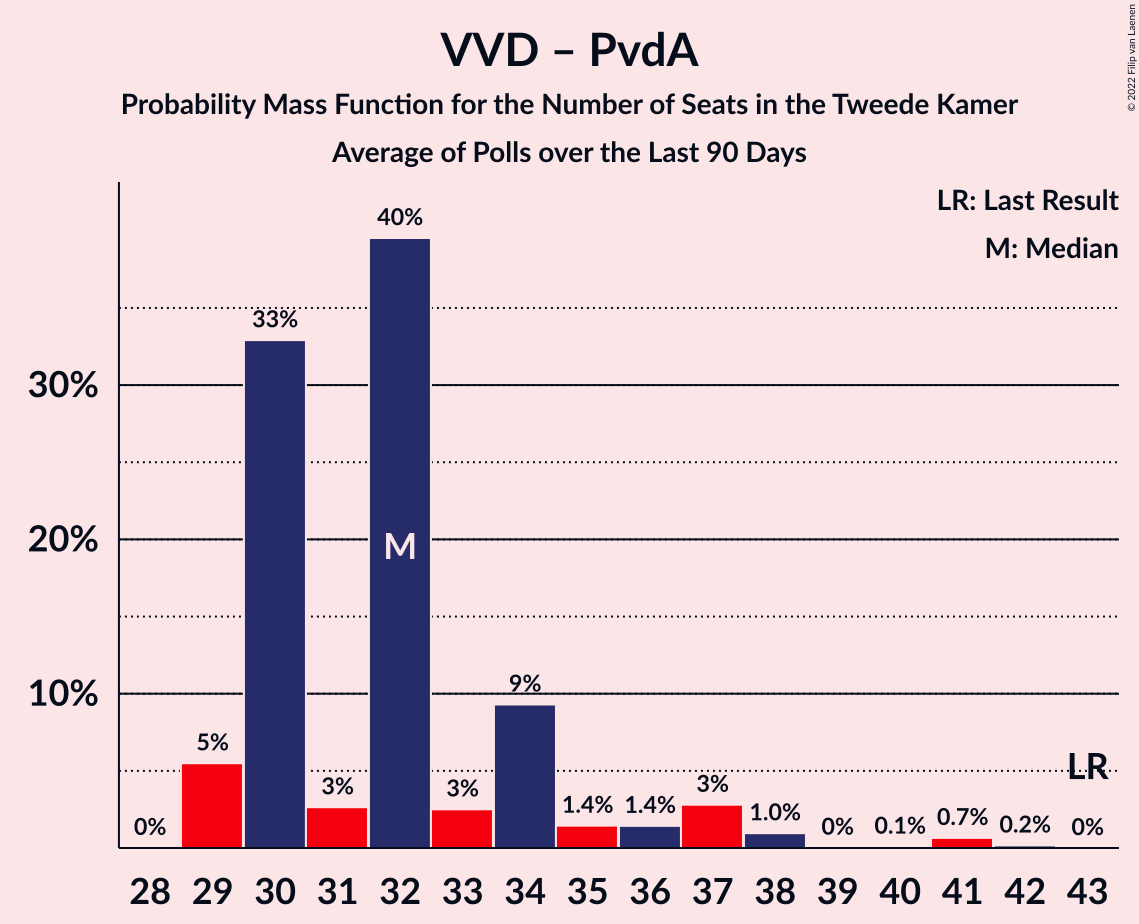 VVD – PvdA
Probability Mass Function for the Number of Seats in the Tweede Kamer
Average of Polls over the Last 90 Days
© 2022 Filip van Laenen
LR: Last Result
M: Median
30%
20%
10%
0%
5%
33%
3%
40%
3%
9%
1.4%
1.4%
3%
1.0%
0%
0.1%
0.7%
0.2%
0%
M
LR
28 29 30 31 32 33 34 35 36 37 38 39 40 41 42 43